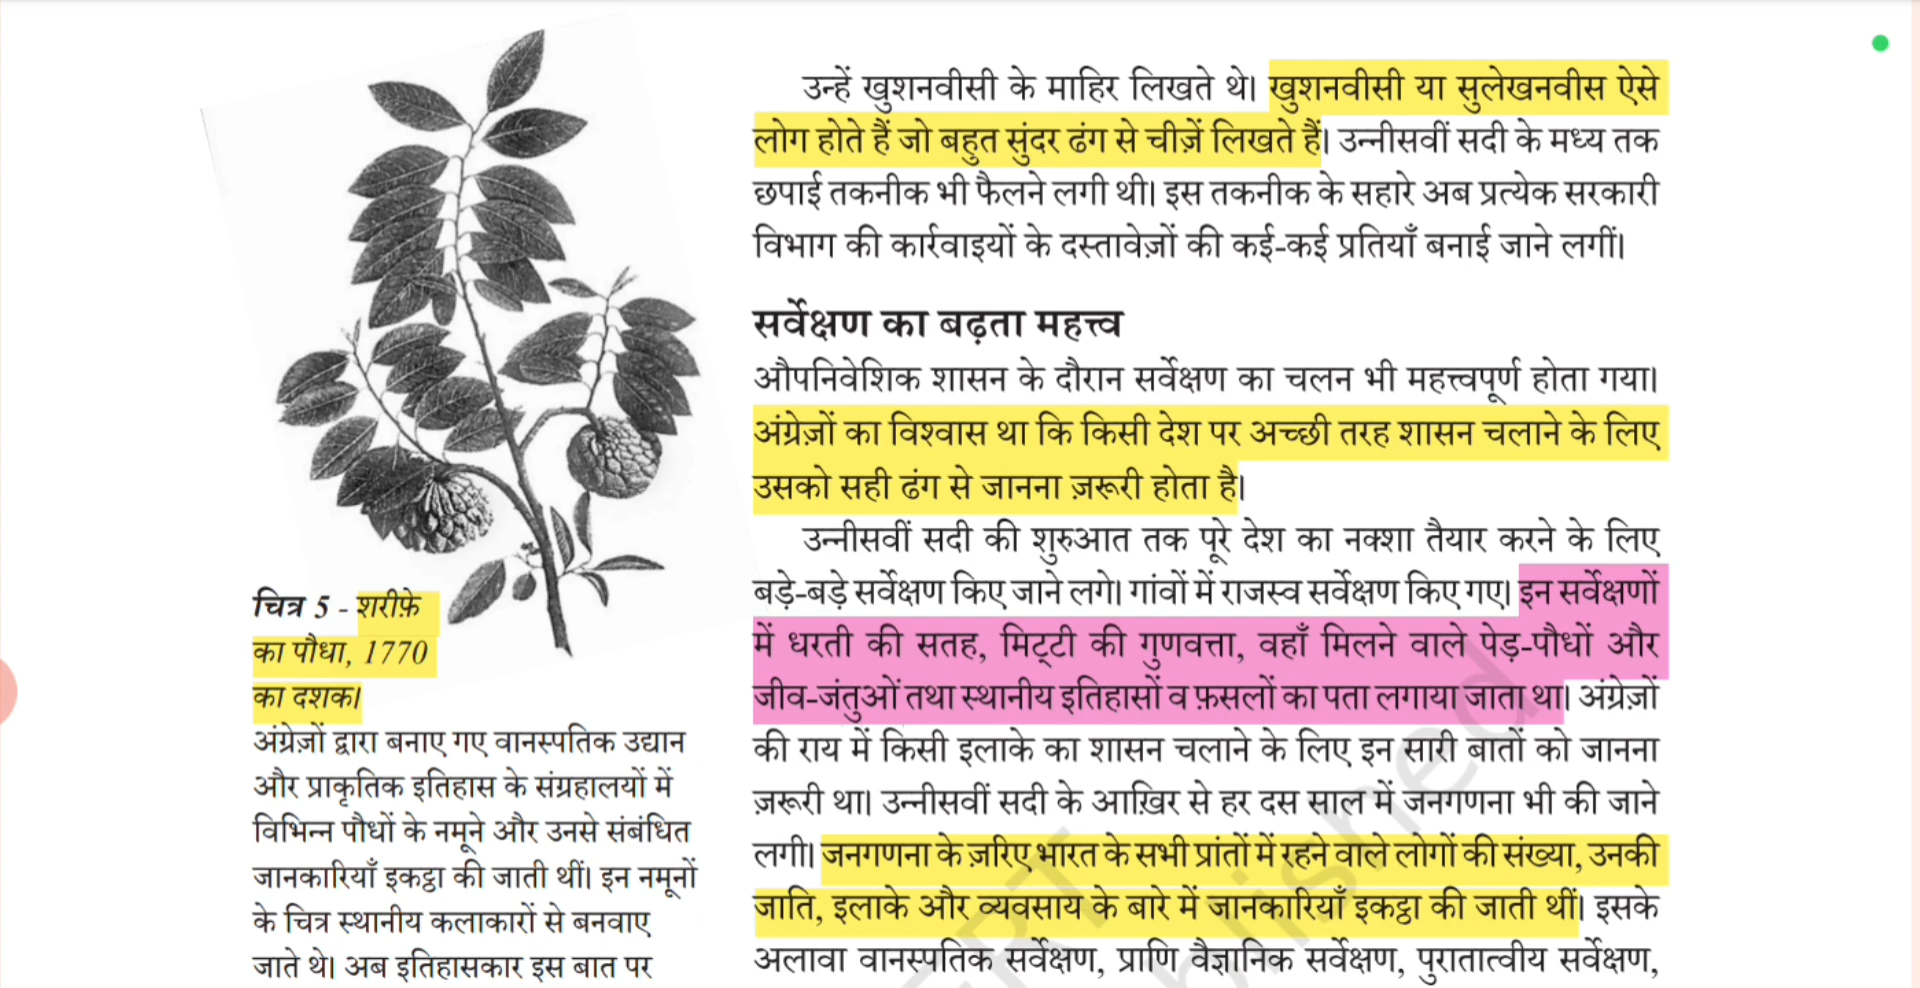 उन्हें खुशनवीसी के माहिर लिखते थे। खुशनवीसी या सुलेखनवीस ऐसे
लोग होते हैं जो बहुत सुंदर ढंग से चीज़ें लिखते हैं। उन्नीसवीं सदी के मध्य तक
छपाई तकनीक भी फैलने लगी थी। इस तकनीक के सहारे अब प्रत्येक सरकारी
विभाग की कार्रवाइयों के दस्तावेज़ों की कई-कई प्रतियाँ बनाई जाने लगीं।
सर्वेक्षण का बढ़ता महत्त्व
औपनिवेशिक शासन के दौरान सर्वेक्षण का चलन भी महत्त्वपूर्ण होता गया।
अंग्रेज़ों का विश्वास था कि किसी देश पर अच्छी तरह शासन चलाने के लिए
उसको सही ढंग से जानना ज़रूरी होता है।
उन्नीसवीं सदी की शुरुआत तक पूरे देश का नक्शा तैयार करने के लिए
बड़े-बड़े सर्वेक्षण किए जाने लगे। गांवों में राजस्व सर्वेक्षण किए गए। इन सर्वेक्षणों
में धरती की सतह, मिट्टी की गुणवत्ता, वहाँ मिलने वाले पेड़-पौधों और
जीव-जंतुओं तथा स्थानीय इतिहासों व फ़सलों का पता लगाया जाता था। अंग्रेज़ों
की राय में किसी इलाके का शासन चलाने के लिए इन सारी बातों को जानना
ज़रूरी था। उन्नीसवीं सदी के आख़िर से हर दस साल में जनगणना भी की जाने
लगी। जनगणना के ज़रिए भारत के सभी प्रांतों में रहने वाले लोगों की संख्या, उनकी
जाति, इलाके और व्यवसाय के बारे में जानकारियाँ इकट्ठा की जाती थीं। इसके
अलावा वानस्पतिक सर्वेक्षण, प्राणि वैज्ञानिक सर्वेक्षण, पुरातात्वीय सर्वेक्षण,
चित्र 5 - शरीफ़े
का पौधा, 1770
का दशक।
अंग्रेज़ों द्वारा बनाए गए वानस्पतिक उद्यान
और प्राकृतिक इतिहास के संग्रहालयों में
विभिन्न पौधों के नमूने और उनसे संबंधित
जानकारियाँ इकट्ठा की जाती थीं। इन नमूनों
के चित्र स्थानीय कलाकारों से बनवाए
जाते थे। अब इतिहासकार इस बात पर